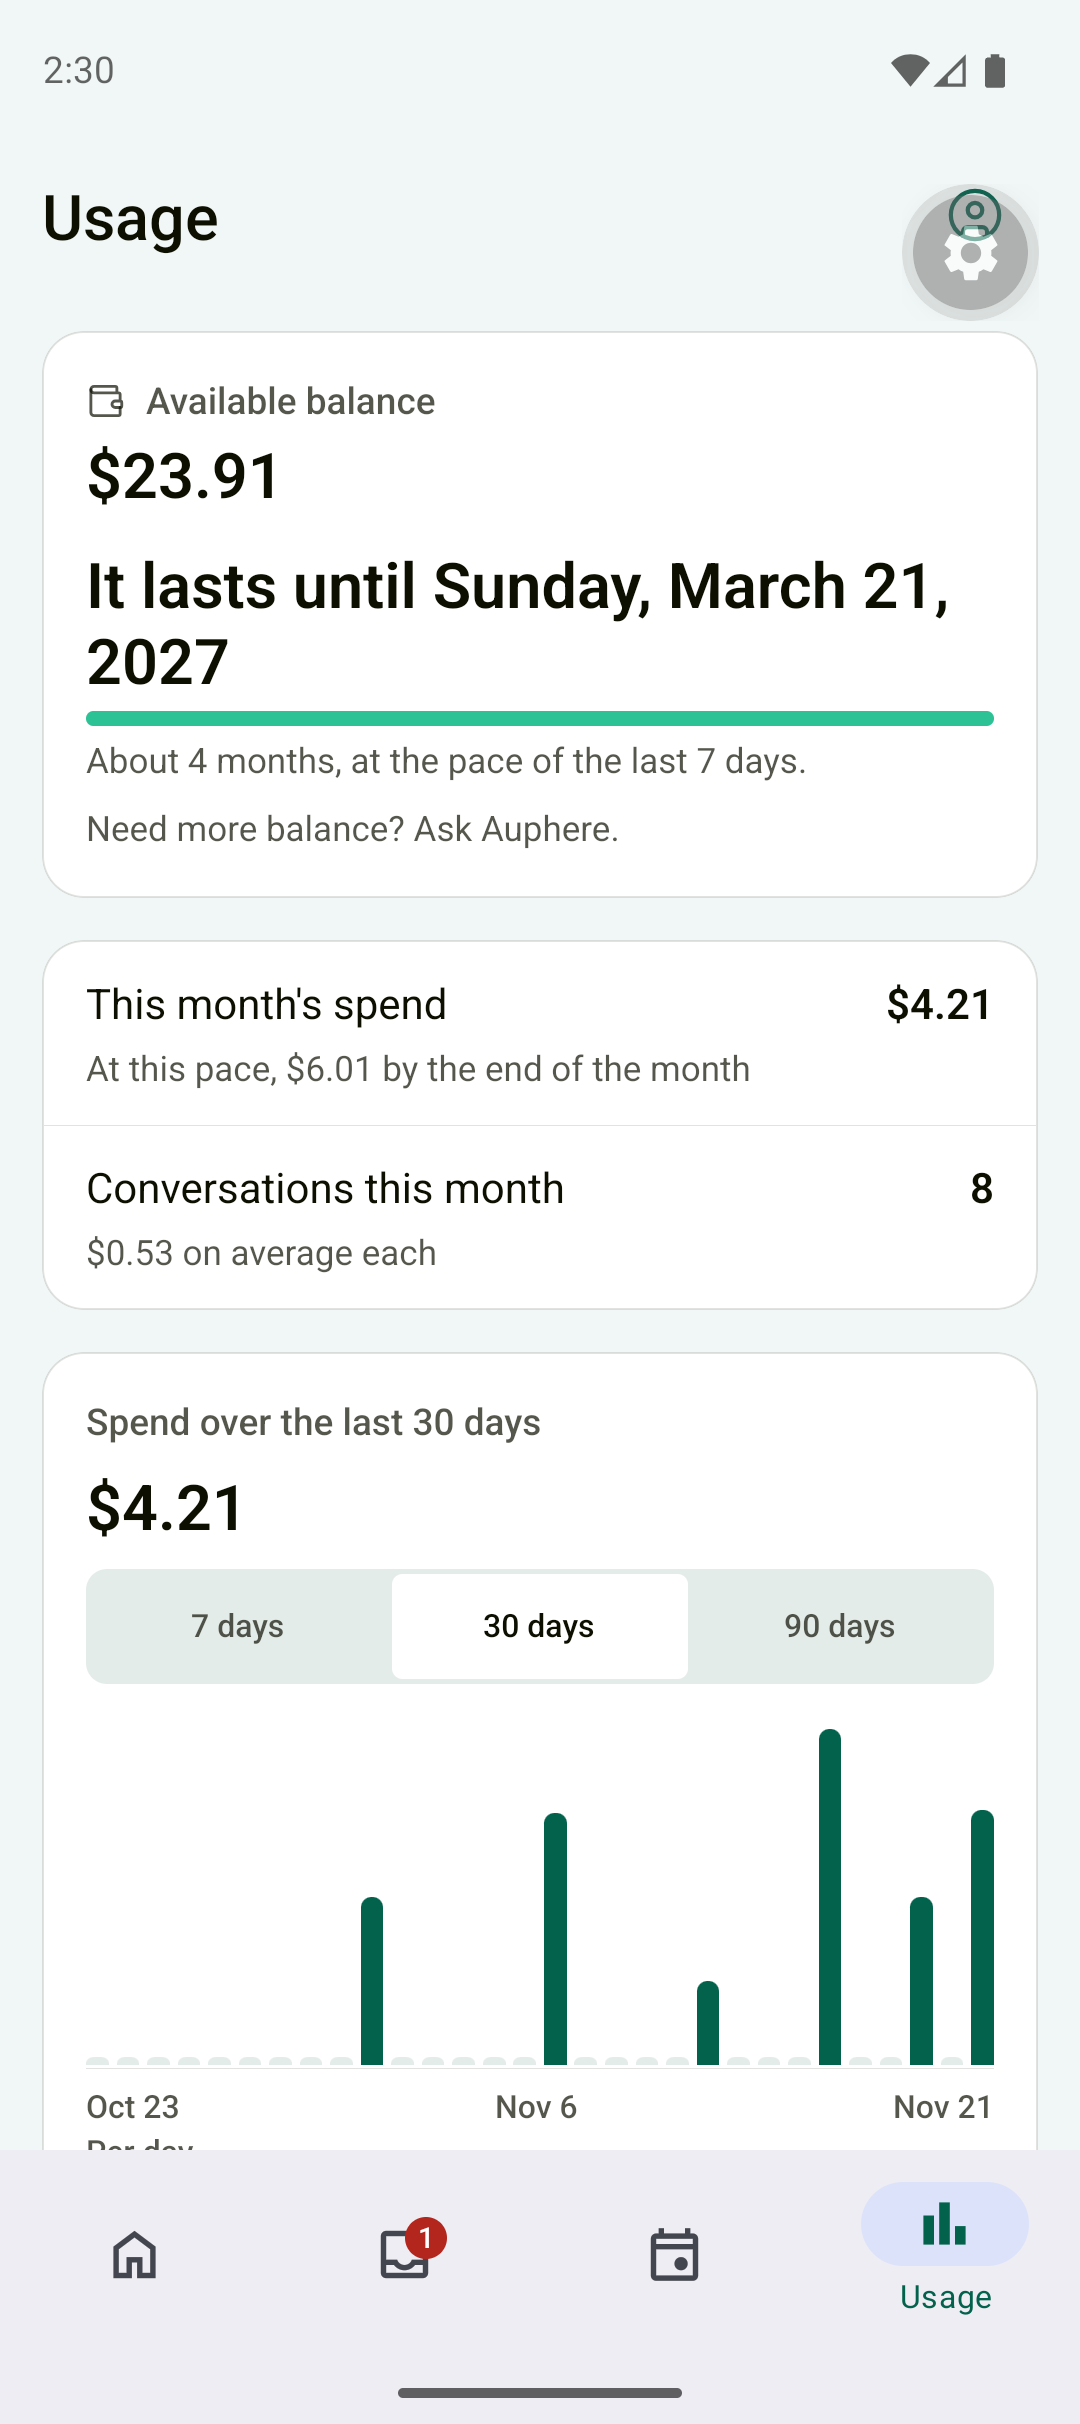 2:30
Usage
Available balance
$23.91
It lasts until Sunday, March 21,
2027
About 4 months, at the pace of the last 7 days.
Need more balance? Ask Auphere.
This month's spend
$4.21
At this pace, $6.01 by the end of the month
Conversations this month
8
$0.53 on average each
Spend over the last 30 days
$4.21
7 days
30 days
90 days
Oct 23
Nov 6
Nov 21
Per day
1
Usage